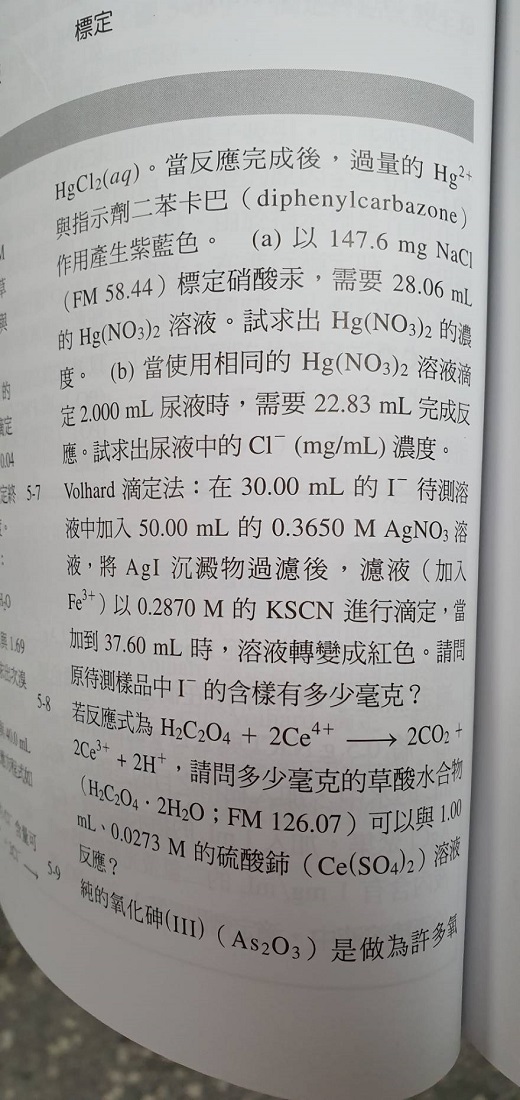 標定
HgCl₂(aq)。當反應完成後，過量的 Hg²⁺
與指示劑二苯卡巴（diphenylcarbazone）
作用產生紫藍色。 (a) 以 147.6 mg NaCl
（FM 58.44）標定硝酸汞，需要 28.06 mL
的 Hg(NO₃)₂ 溶液。試求出 Hg(NO₃)₂ 的濃
度。 (b) 當使用相同的 Hg(NO₃)₂ 溶液滴
定 2.000 mL 尿液時，需要 22.83 mL 完成反
應。試求出尿液中的 Cl⁻ (mg/mL) 濃度。
5-7 Volhard 滴定法：在 30.00 mL 的 I⁻ 待測溶
液中加入 50.00 mL 的 0.3650 M AgNO₃ 溶
液，將 AgI 沉澱物過濾後，濾液（加入
Fe³⁺）以 0.2870 M 的 KSCN 進行滴定，當
加到 37.60 mL 時，溶液轉變成紅色。請問
原待測樣品中 I⁻ 的含樣有多少毫克？
5-8 若反應式為 H₂C₂O₄ + 2Ce⁴⁺ ⟶ 2CO₂ +
2Ce³⁺ + 2H⁺，請問多少毫克的草酸水合物
（H₂C₂O₄・2H₂O；FM 126.07）可以與 1.00
mL、0.0273 M 的硫酸鈰（Ce(SO₄)₂）溶液
反應？
5-9 純的氧化砷(III)（As₂O₃）是做為許多氧
的
定終
0.04
與 1.69